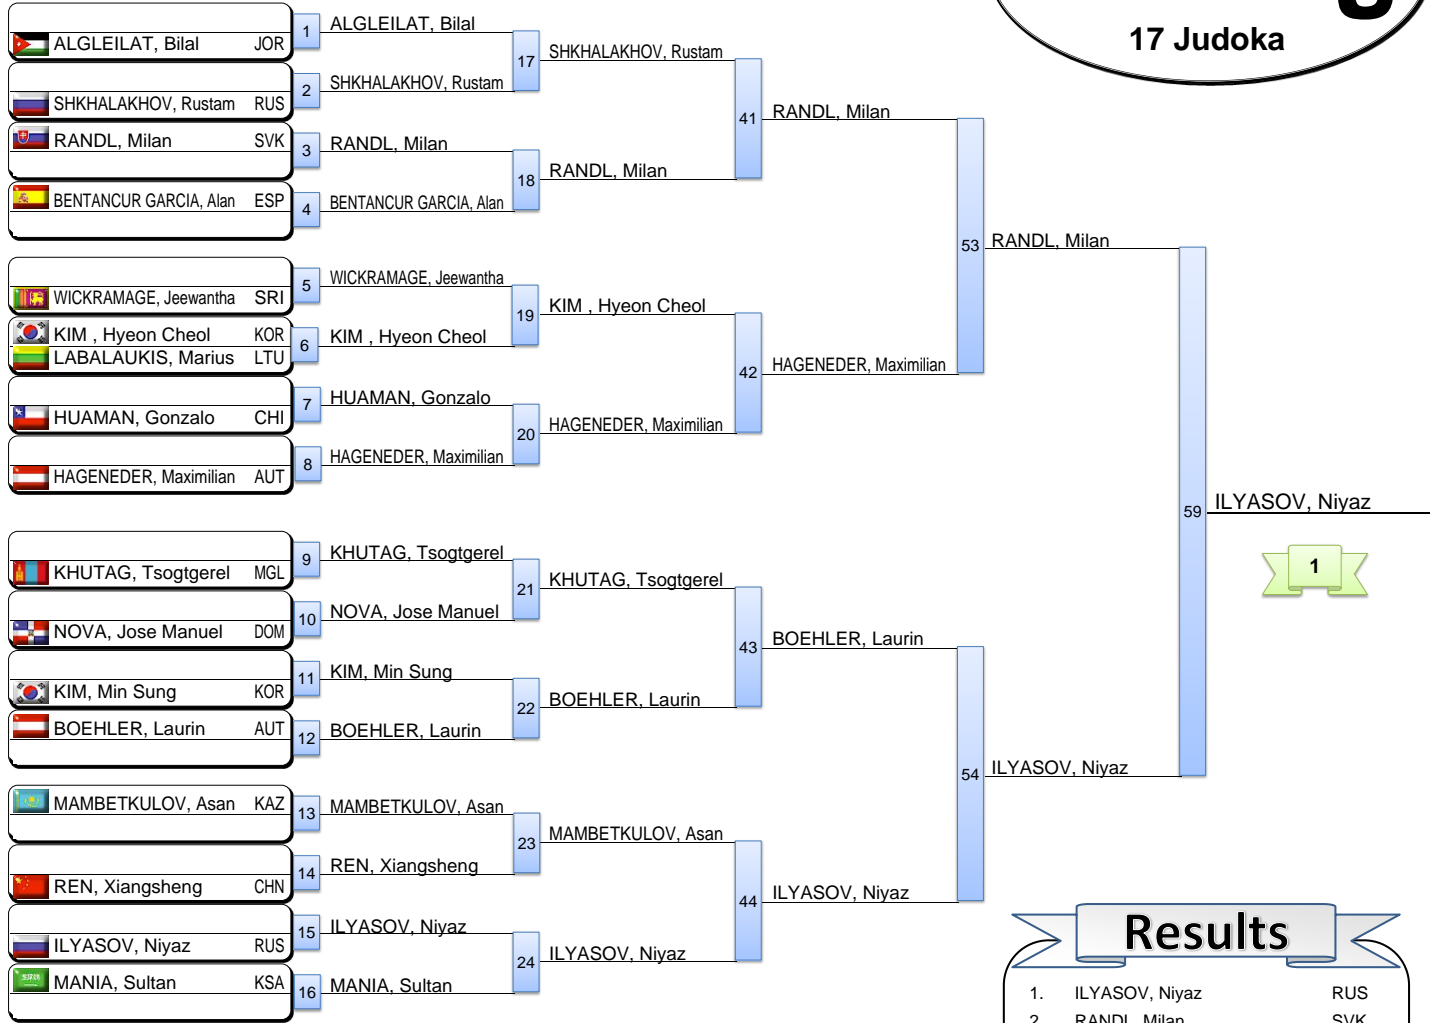 17 Judoka
ALGLEILAT, Bilal JOR
SHKHALAKHOV, Rustam RUS
RANDL, Milan SVK
BENTANCUR GARCIA, Alan ESP
WICKRAMAGE, Jeewantha SRI
KIM , Hyeon Cheol KOR
LABALAUKIS, Marius LTU
HUAMAN, Gonzalo CHI
HAGENEDER, Maximilian AUT
KHUTAG, Tsogtgerel MGL
NOVA, Jose Manuel DOM
KIM, Min Sung KOR
BOEHLER, Laurin AUT
MAMBETKULOV, Asan KAZ
REN, Xiangsheng CHN
ILYASOV, Niyaz RUS
MANIA, Sultan KSA
1 ALGLEILAT, Bilal
2 SHKHALAKHOV, Rustam
3 RANDL, Milan
4 BENTANCUR GARCIA, Alan
5 WICKRAMAGE, Jeewantha
6 KIM , Hyeon Cheol
7 HUAMAN, Gonzalo
8 HAGENEDER, Maximilian
9 KHUTAG, Tsogtgerel
10 NOVA, Jose Manuel
11 KIM, Min Sung
12 BOEHLER, Laurin
13 MAMBETKULOV, Asan
14 REN, Xiangsheng
15 ILYASOV, Niyaz
16 MANIA, Sultan
17 SHKHALAKHOV, Rustam
18 RANDL, Milan
19 KIM , Hyeon Cheol
20 HAGENEDER, Maximilian
21 KHUTAG, Tsogtgerel
22 BOEHLER, Laurin
23 MAMBETKULOV, Asan
24 ILYASOV, Niyaz
41 RANDL, Milan
42 HAGENEDER, Maximilian
43 BOEHLER, Laurin
44 ILYASOV, Niyaz
53 RANDL, Milan
54 ILYASOV, Niyaz
59 ILYASOV, Niyaz
1
Results
1. ILYASOV, Niyaz RUS
2. RANDL, Milan SVK